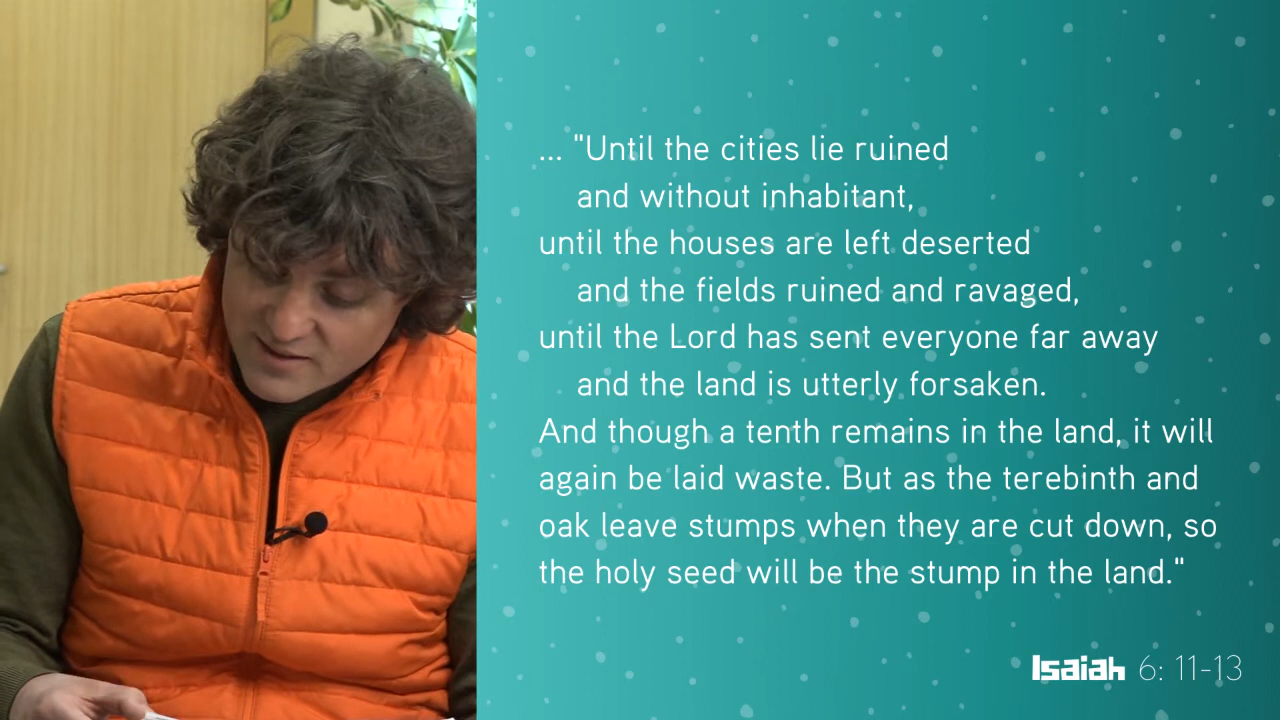 ... "Until the cities lie ruined
and without inhabitant,
until the houses are left deserted
and the fields ruined and ravaged,
until the Lord has sent everyone far away
and the land is utterly forsaken.
And though a tenth remains in the land, it will
again be laid waste. But as the terebinth and
oak leave stumps when they are cut down, so
the holy seed will be the stump in the land."
Isaiah 6: 11-13